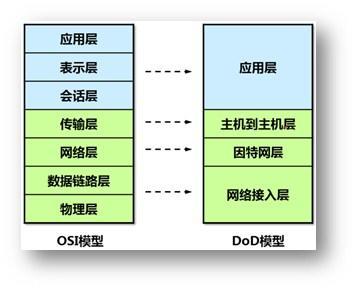 应用层
表示层
会话层
传输层
网络层
数据链路层
物理层
OSI模型
应用层
主机到主机层
因特网层
网络接入层
DoD模型